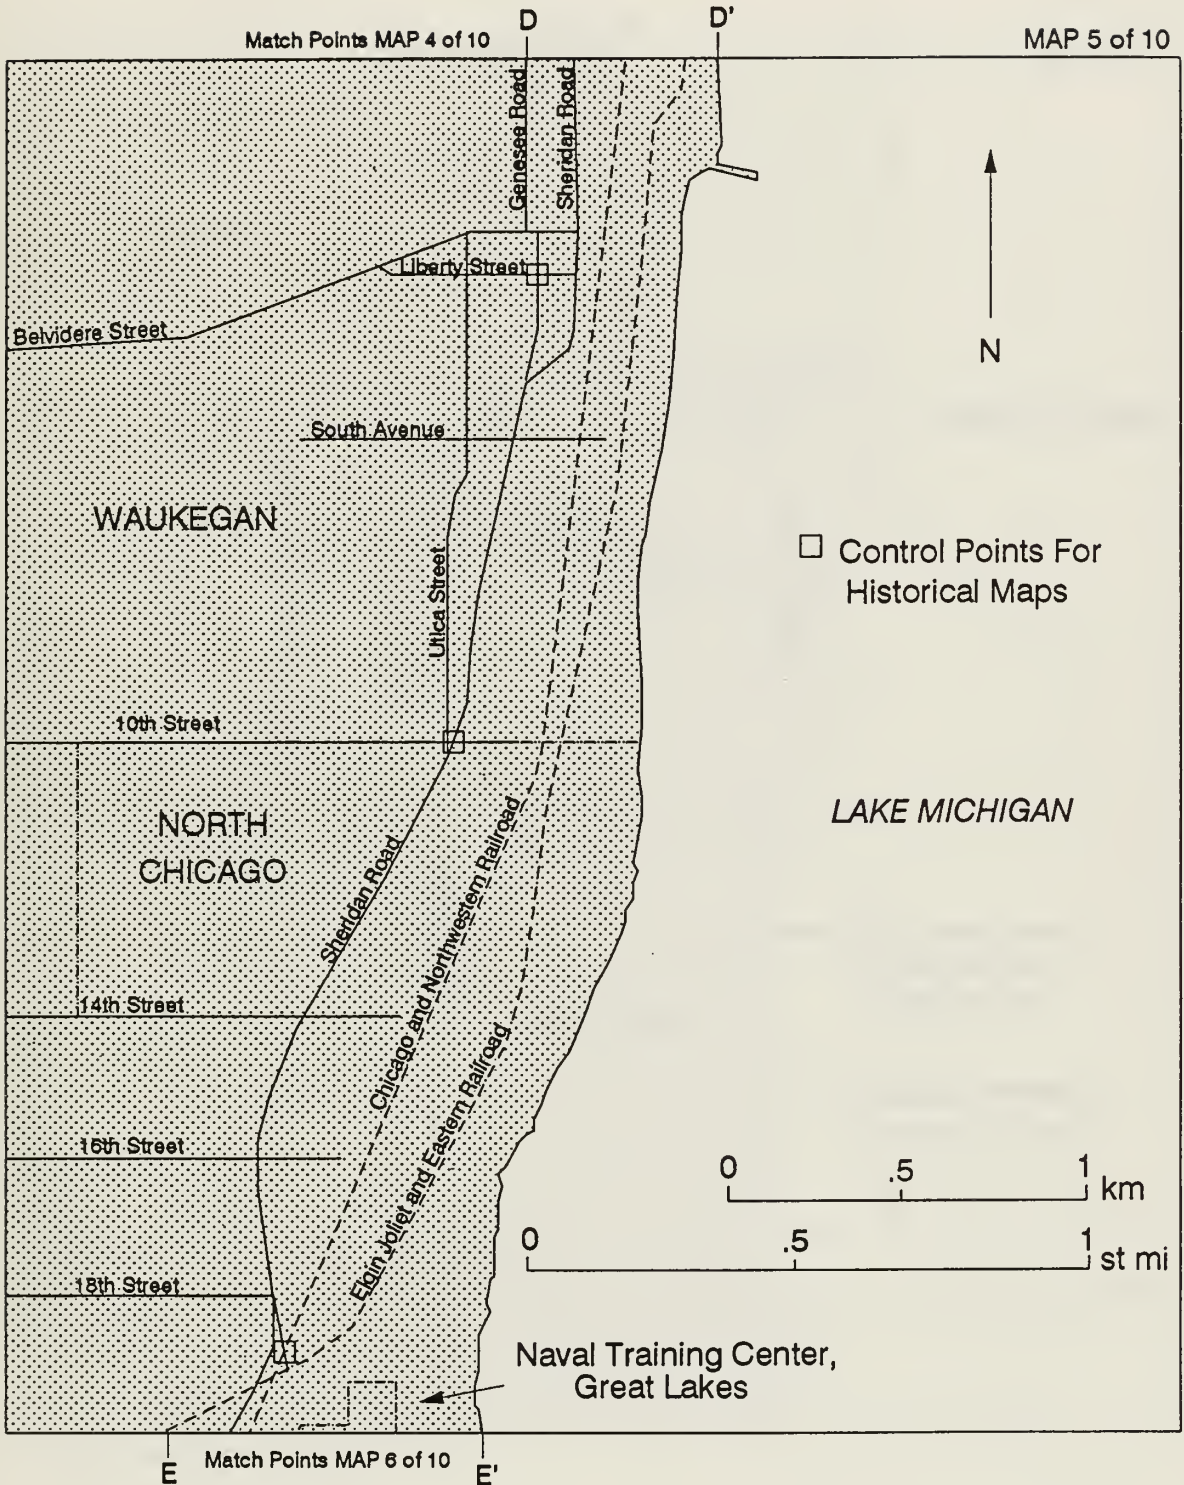 D
D'
Match Points MAP 4 of 10
MAP 5 of 10
Genesee Road
Sheridan Road
Liberty Street
Belvidere Street
N
South Avenue
WAUKEGAN
Control Points For
Historical Maps
Utica Street
10th Street
LAKE MICHIGAN
NORTH
CHICAGO
Sheridan Road
Chicago and Northwestern Railroad
14th Street
Elgin Joliet and Eastern Railroad
16th Street
0 .5 1
km
0 .5 1
st mi
18th Street
Naval Training Center,
Great Lakes
Match Points MAP 6 of 10
E
E'